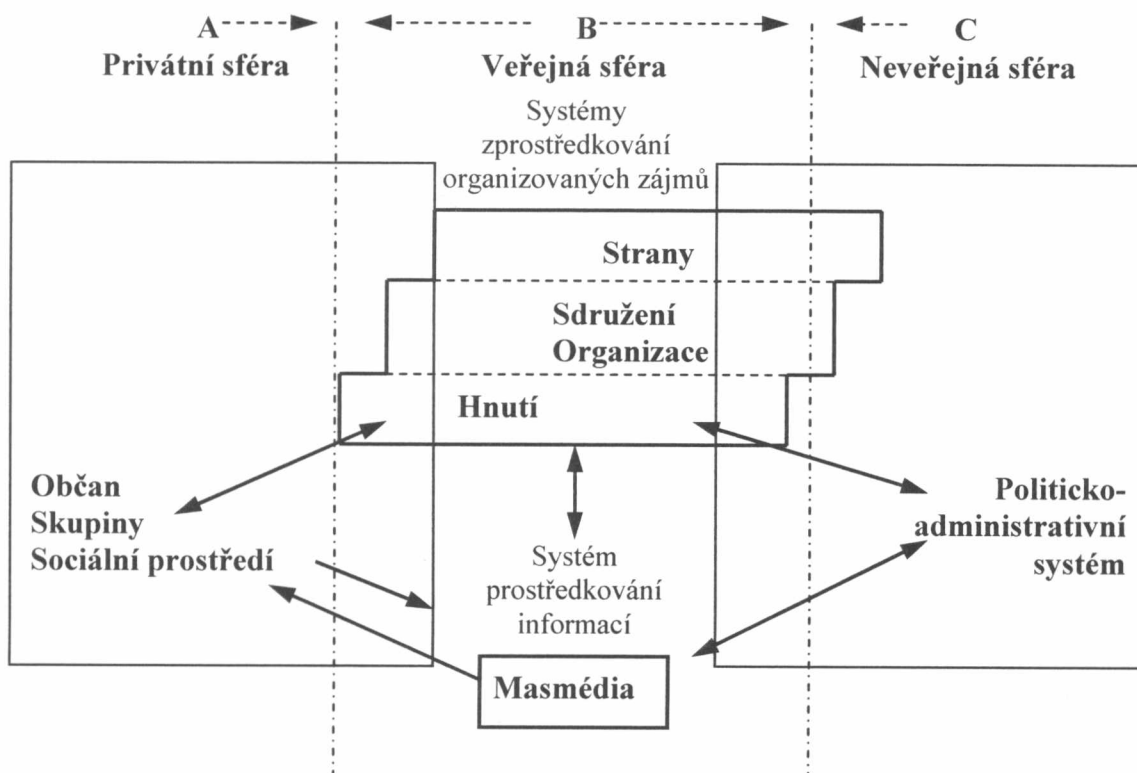 A
B
C
Privátní sféra
Veřejná sféra
Neveřejná sféra
Systémy
zprostředkování
organizovaných zájmů
Strany
Sdružení
Organizace
Hnutí
Občan
Skupiny
Sociální prostředí
Politicko-
administrativní
systém
Systém
prostředkování
informací
Masmédia